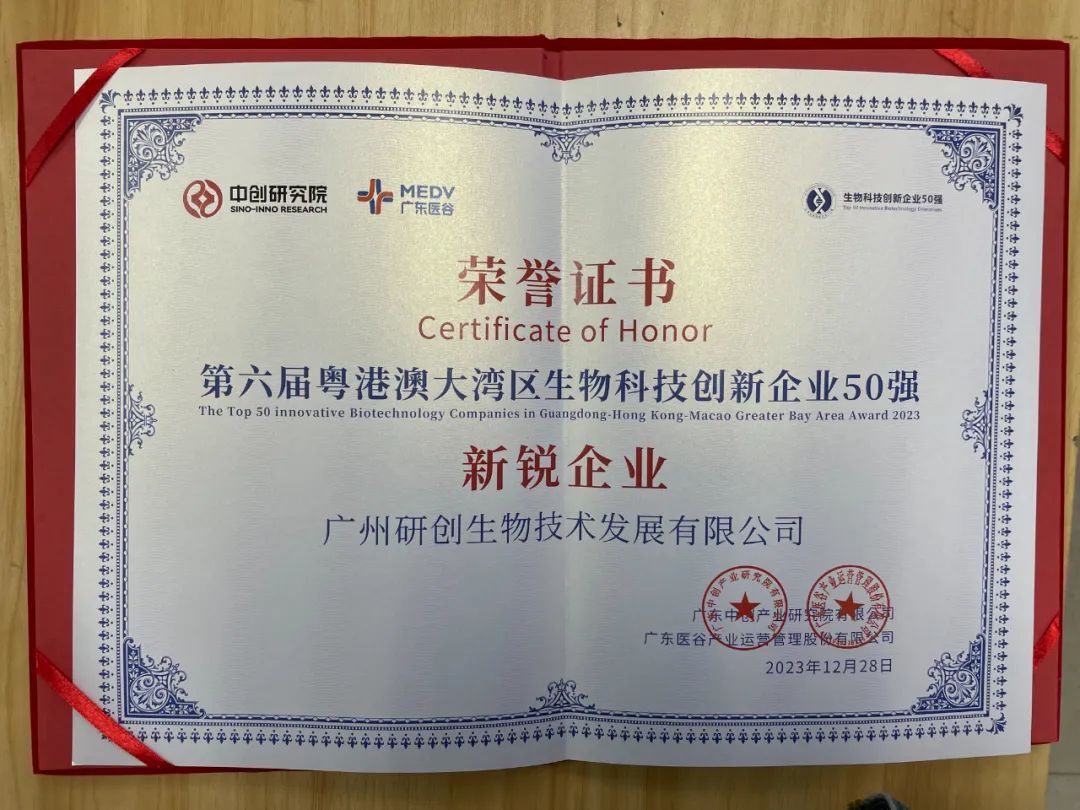 中创研究院
SINO-INNO RESEARCH
MEDV
广东医谷
生物科技创新企业50强
荣誉证书
Certificate of Honor
第六届粤港澳大湾区生物科技创新企业50强
The Top 50 innovative Biotechnology Companies in Guangdong-Hong Kong-Macao Greater Bay Area Award 2023
新锐企业
广州研创生物技术发展有限公司
广东中创产业研究院有限公司
广东医谷产业运营管理股份有限公司
2023年12月28日